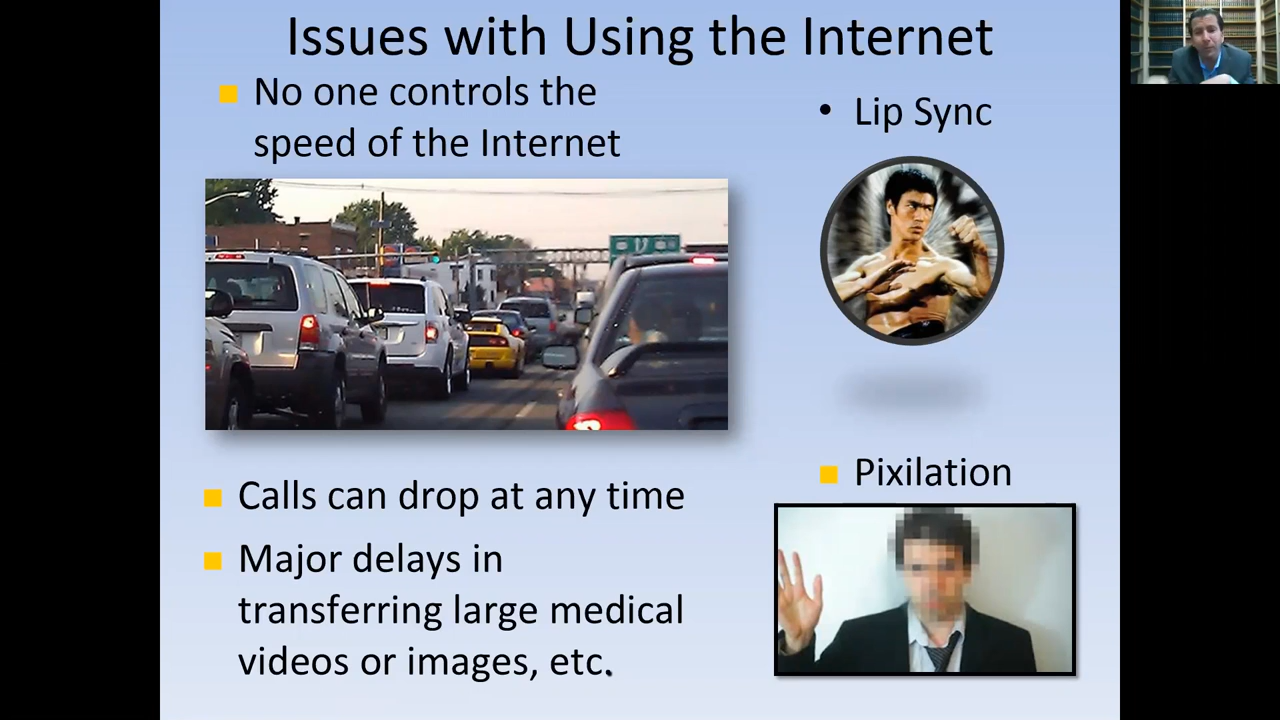 Issues with Using the Internet
No one controls the
speed of the Internet
Calls can drop at any time
Major delays in
transferring large medical
videos or images, etc.
• Lip Sync
Pixilation